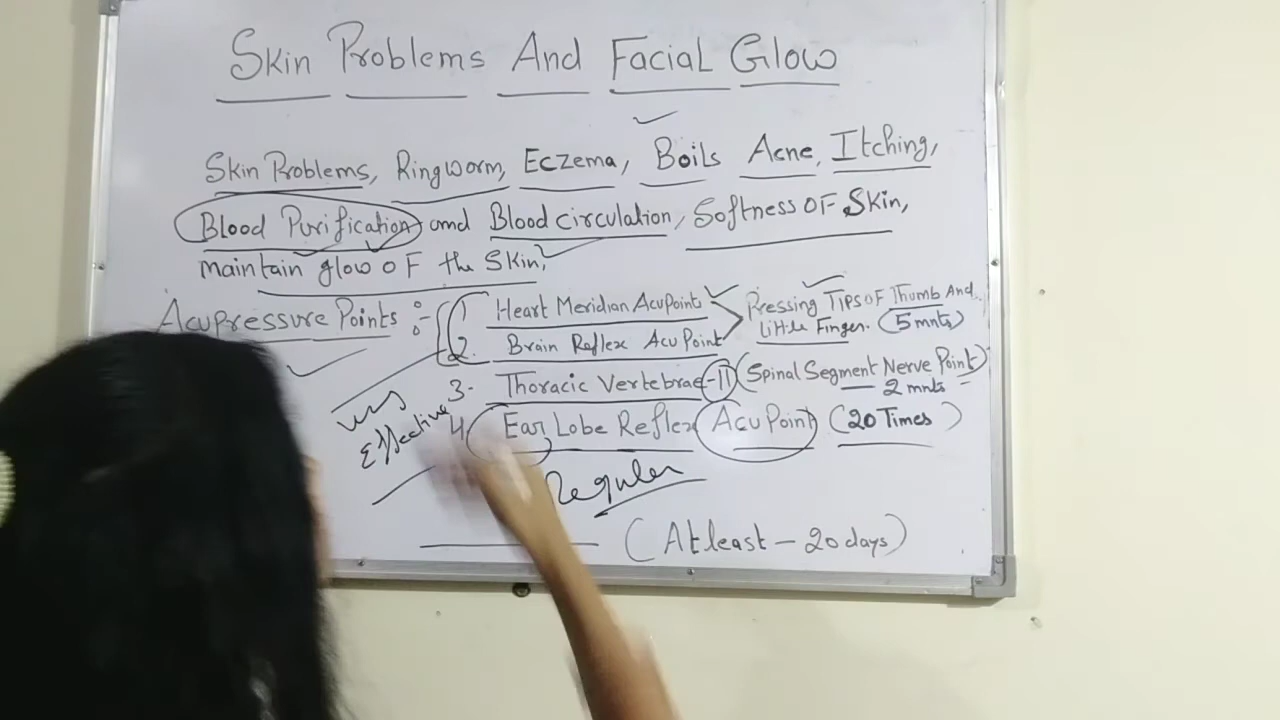 Skin Problems And Facial Glow
Skin Problems, Ringworm, Eczema, Boils Acne, Itching,
Blood Purification and Blood circulation, Softness of Skin,
maintain glow of the skin,
Acupressure Points :- 1 Heart Meridian Acupoint
2. Brain Reflex Acu Point
Pressing Tips of Thumb And
Little Finger. (5 mnts)
3- Thoracic Vertebrae-11 (Spinal Segment Nerve Point)
— 2 mnts —
4 Ear Lobe Reflex Acu Point (20 Times)
Effective
Reguler
(At least - 20 days)